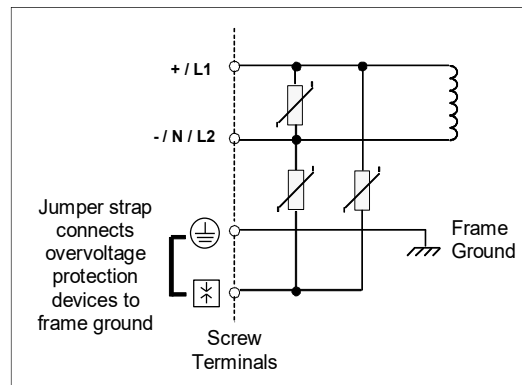 + / L1
- / N / L2
Jumper strap
connects
overvoltage
protection
devices to
frame ground
Frame
Ground
Screw
Terminals